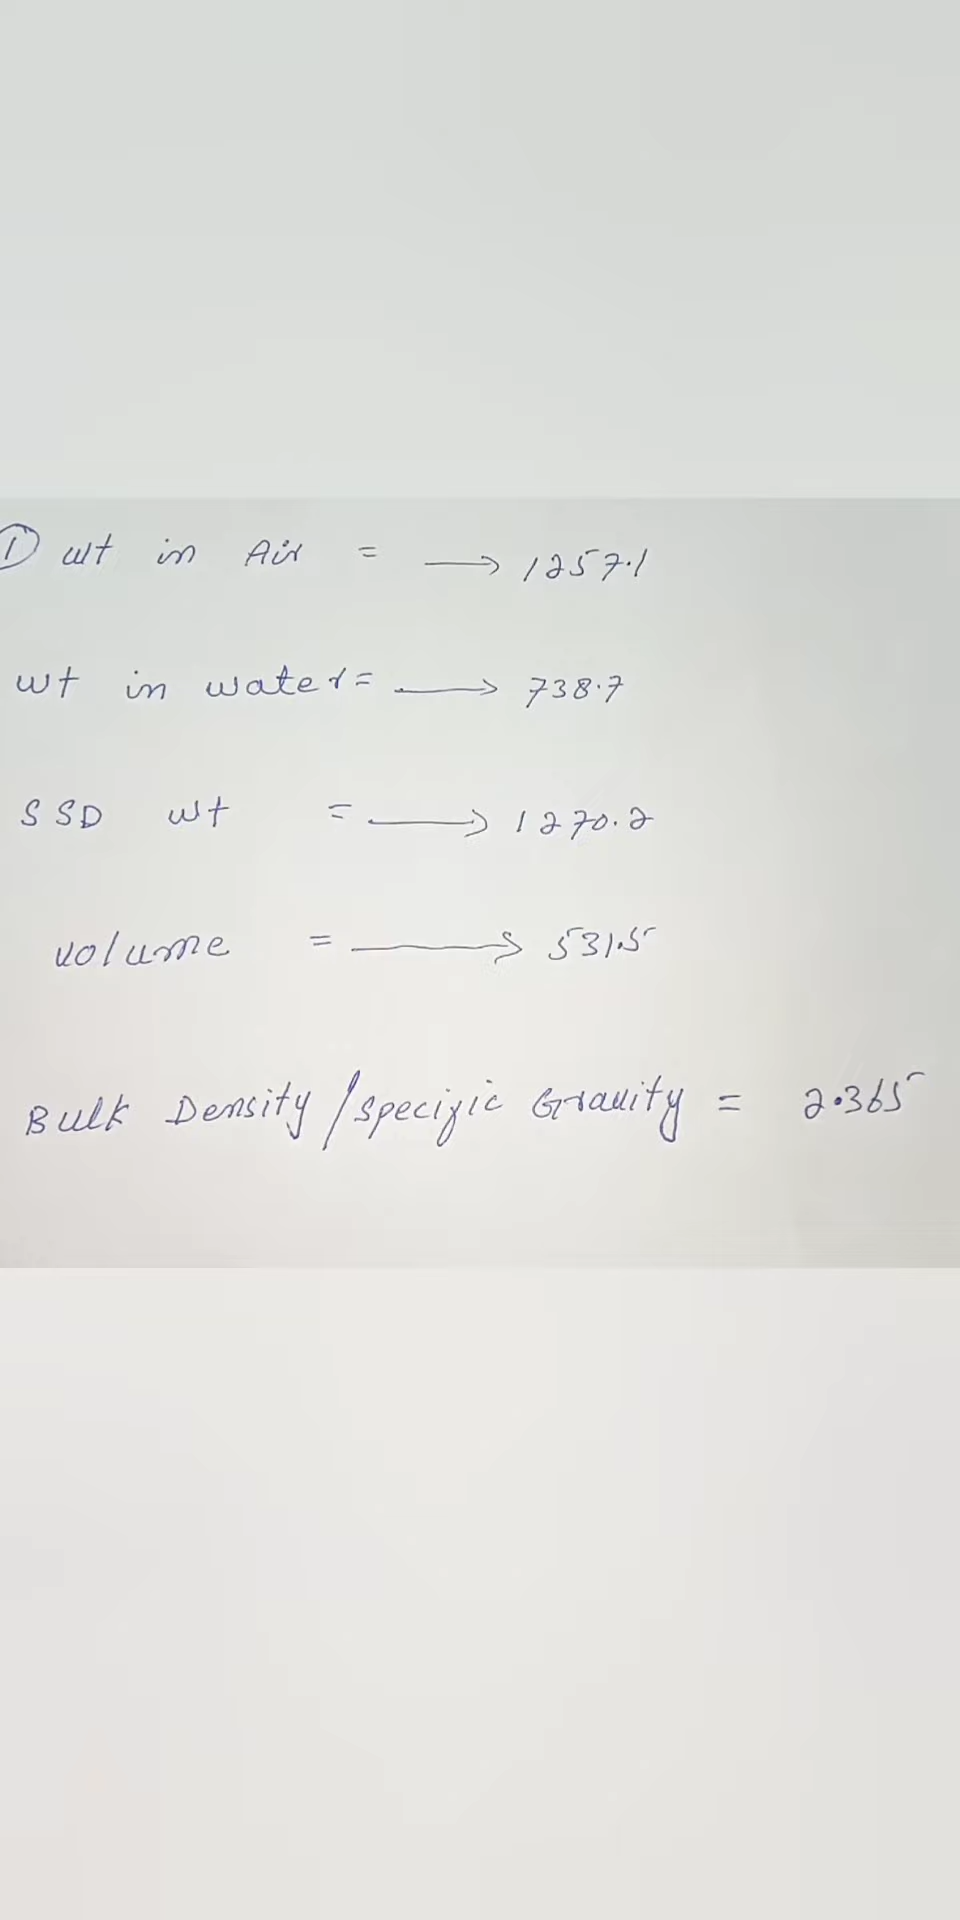 ① wt in Air = → 1257.1
wt in water = → 738.7
SSD wt = → 1270.2
volume = → 531.5
Bulk Density / specific Gravity = 2.365